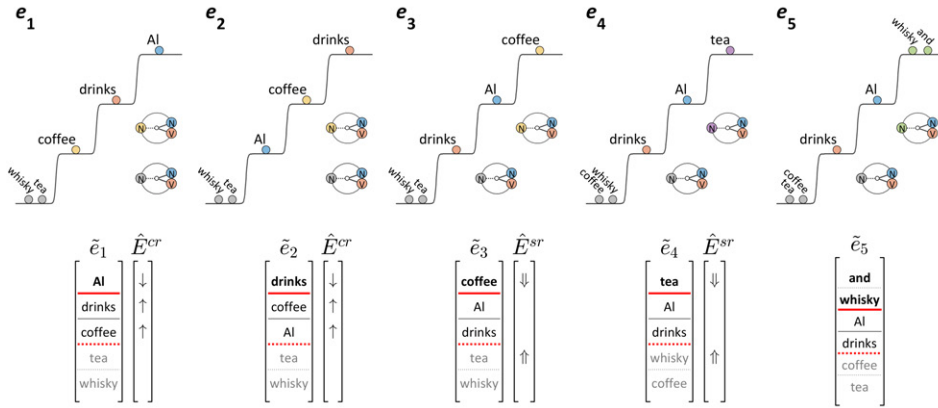 e1
e2
e3
e4
e5
Al
drinks
coffee
whisky
tea
N
N
V
N
N
V
drinks
coffee
Al
whisky
tea
N
N
V
N
N
V
coffee
Al
drinks
whisky
tea
N
N
V
N
N
V
tea
Al
drinks
coffee
whisky
N
N
V
N
N
V
whisky
and
Al
drinks
tea
coffee
N
N
V
N
N
V
ẽ1 Ê^cr
Al ↓
drinks ↑
coffee ↑
tea
whisky
ẽ2 Ê^cr
drinks ↓
coffee ↑
Al ↑
tea
whisky
ẽ3 Ê^sr
coffee ⇓
Al
drinks
tea ⇑
whisky
ẽ4 Ê^sr
tea ⇓
Al
drinks
whisky ⇑
coffee
ẽ5
and
whisky
Al
drinks
coffee
tea